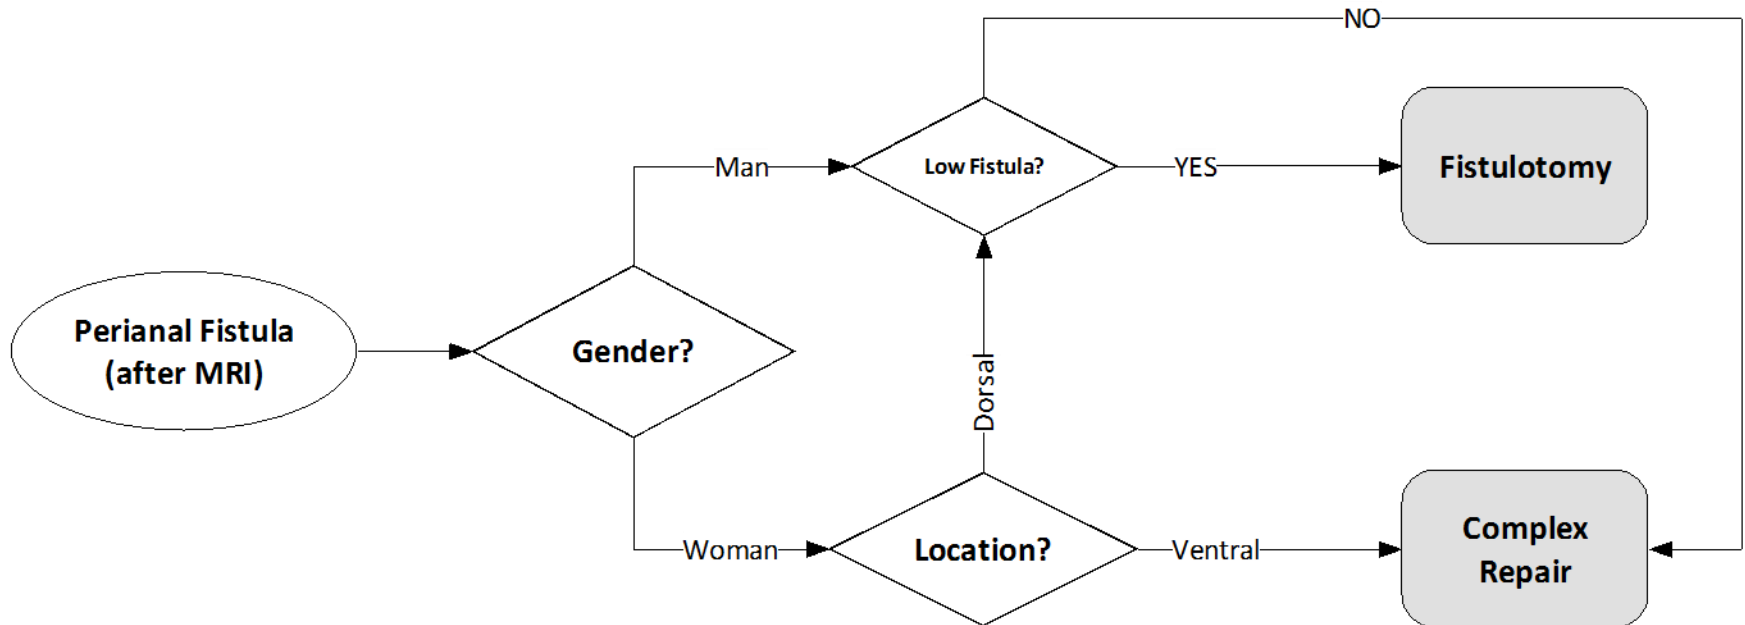 NO
Man
Low Fistula?
YES
Fistulotomy
Perianal Fistula
(after MRI)
Gender?
Dorsal
Woman
Location?
Ventral
Complex
Repair